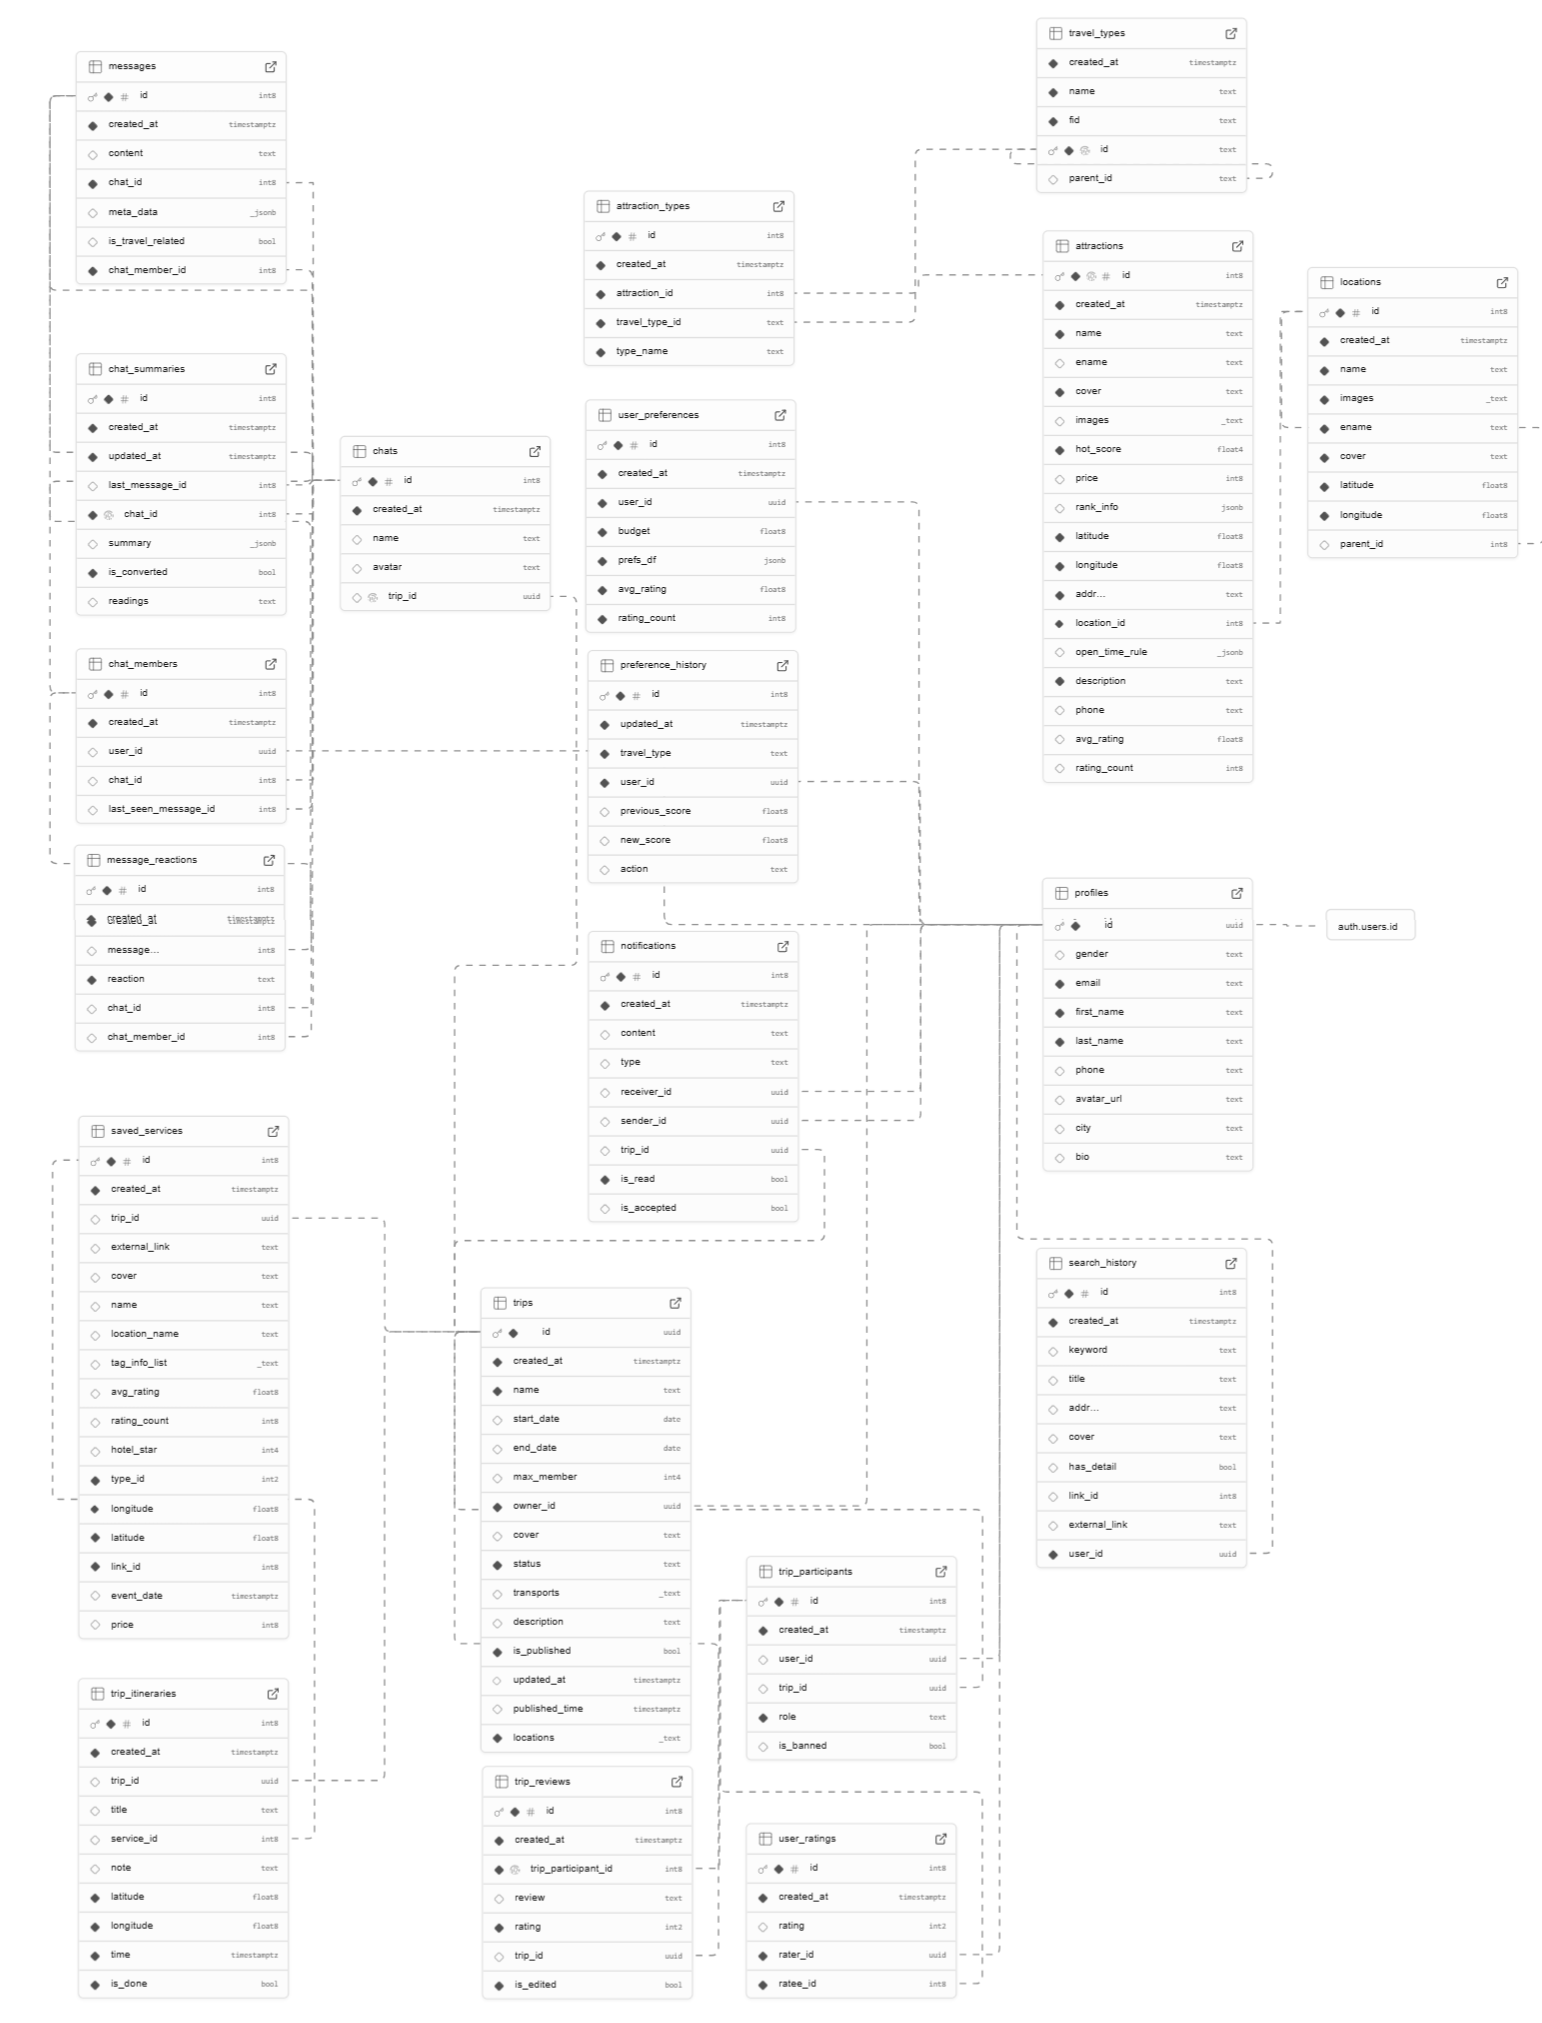 travel_types
created_at timestamptz
name text
fid text
id text
parent_id text
messages
id int8
created_at timestamptz
content text
chat_id int8
meta_data _jsonb
is_travel_related bool
chat_member_id int8
attraction_types
id int8
created_at timestamptz
attraction_id int8
travel_type_id text
type_name text
attractions
id int8
created_at timestamptz
name text
ename text
cover text
images _text
hot_score float4
price int8
rank_info jsonb
latitude float8
longitude float8
addr... text
location_id int8
open_time_rule _jsonb
description text
phone text
avg_rating float8
rating_count int8
locations
id int8
created_at timestamptz
name text
images _text
ename text
cover text
latitude float8
longitude float8
parent_id int8
chat_summaries
id int8
created_at timestamptz
updated_at timestamptz
last_message_id int8
chat_id int8
summary _jsonb
is_converted bool
readings text
chats
id int8
created_at timestamptz
name text
avatar text
trip_id uuid
user_preferences
id int8
created_at timestamptz
user_id uuid
budget float8
prefs_df jsonb
avg_rating float8
rating_count int8
chat_members
id int8
created_at timestamptz
user_id uuid
chat_id int8
last_seen_message_id int8
preference_history
id int8
updated_at timestamptz
travel_type text
user_id uuid
previous_score float8
new_score float8
action text
message_reactions
id int8
created_at timestamptz
message... int8
reaction text
chat_id int8
chat_member_id int8
profiles
id uuid
gender text
email text
first_name text
last_name text
phone text
avatar_url text
city text
bio text
auth.users.id
notifications
id int8
created_at timestamptz
content text
type text
receiver_id uuid
sender_id uuid
trip_id uuid
is_read bool
is_accepted bool
saved_services
id int8
created_at timestamptz
trip_id uuid
external_link text
cover text
name text
location_name text
tag_info_list _text
avg_rating float8
rating_count int8
hotel_star int4
type_id int2
longitude float8
latitude float8
link_id int8
event_date timestamptz
price int8
trips
id uuid
created_at timestamptz
name text
start_date date
end_date date
max_member int4
owner_id uuid
cover text
status text
transports _text
description text
is_published bool
updated_at timestamptz
published_time timestamptz
locations _text
search_history
id int8
created_at timestamptz
keyword text
title text
addr... text
cover text
has_detail bool
link_id int8
external_link text
user_id uuid
trip_participants
id int8
created_at timestamptz
user_id uuid
trip_id uuid
role text
is_banned bool
trip_itineraries
id int8
created_at timestamptz
trip_id uuid
title text
service_id int8
note text
latitude float8
longitude float8
time timestamptz
is_done bool
trip_reviews
id int8
created_at timestamptz
trip_participant_id int8
review text
rating int2
trip_id uuid
is_edited bool
user_ratings
id int8
created_at timestamptz
rating int2
rater_id uuid
ratee_id int8